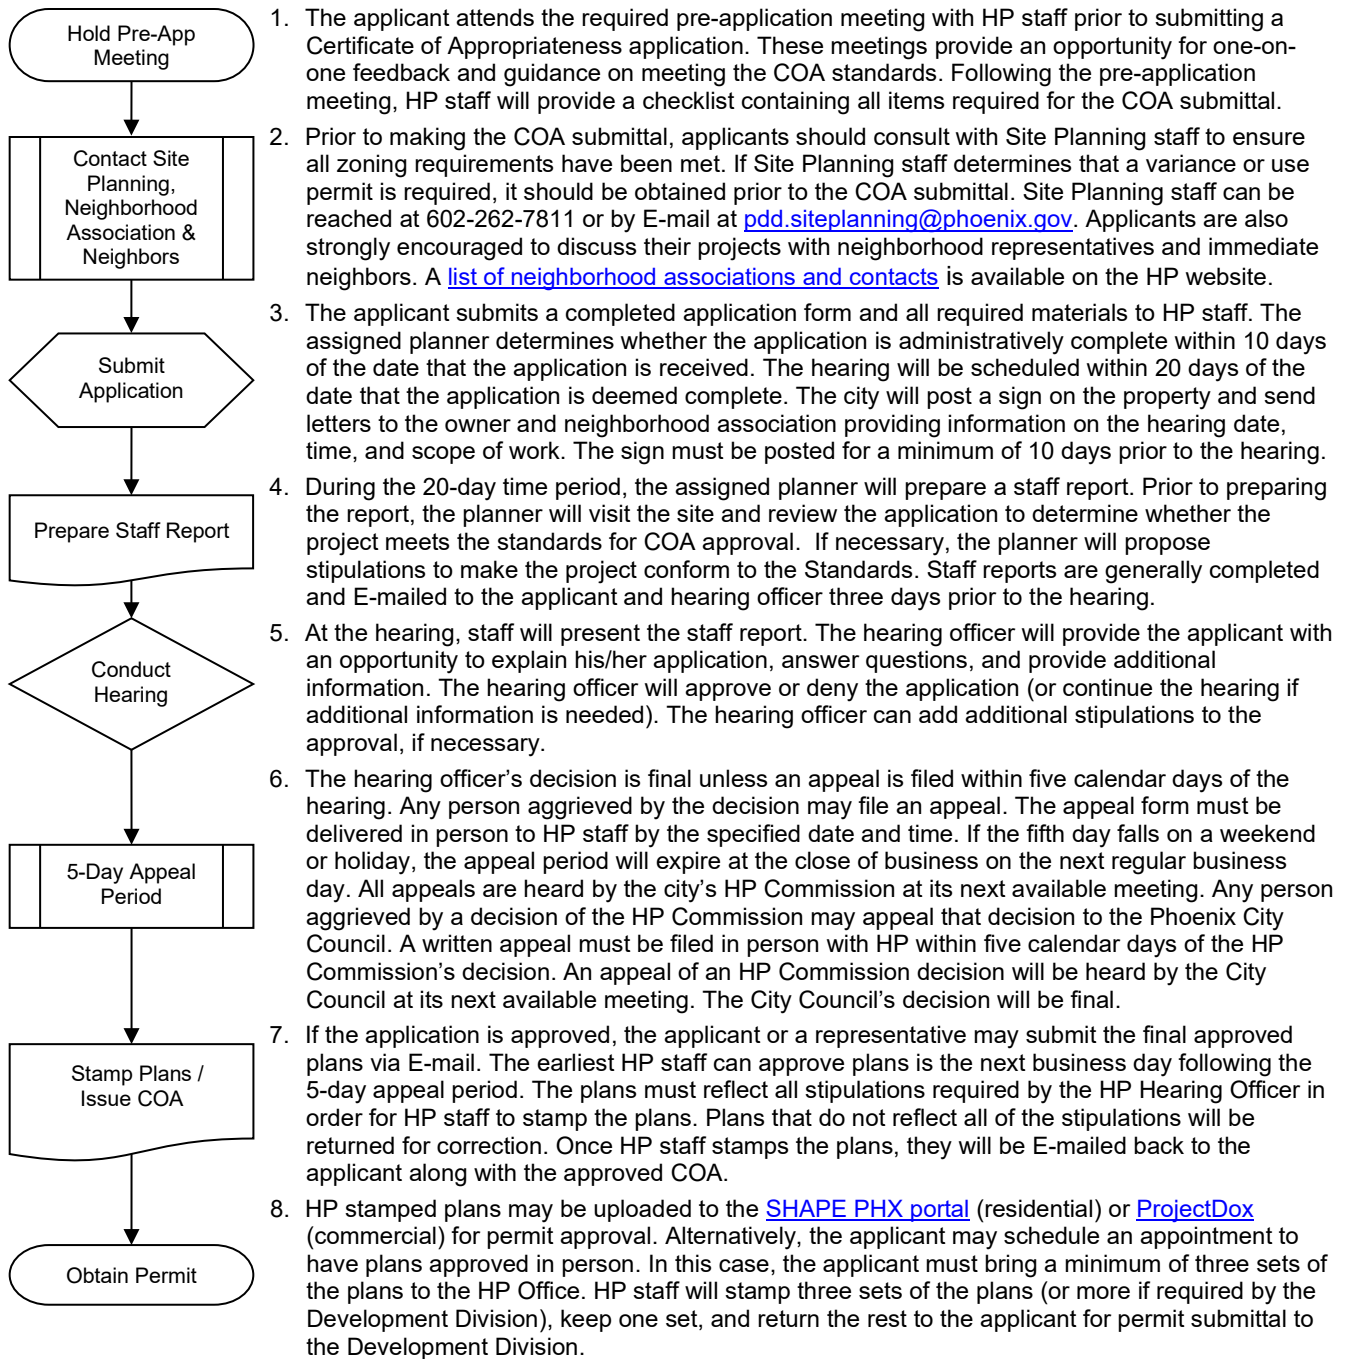 Hold Pre-App
Meeting
Contact Site
Planning,
Neighborhood
Association &
Neighbors
Submit
Application
Prepare Staff Report
Conduct
Hearing
5-Day Appeal
Period
Stamp Plans /
Issue COA
Obtain Permit
1. The applicant attends the required pre-application meeting with HP staff prior to submitting a
Certificate of Appropriateness application. These meetings provide an opportunity for one-on-
one feedback and guidance on meeting the COA standards. Following the pre-application
meeting, HP staff will provide a checklist containing all items required for the COA submittal.
2. Prior to making the COA submittal, applicants should consult with Site Planning staff to ensure
all zoning requirements have been met. If Site Planning staff determines that a variance or use
permit is required, it should be obtained prior to the COA submittal. Site Planning staff can be
reached at 602-262-7811 or by E-mail at pdd.siteplanning@phoenix.gov. Applicants are also
strongly encouraged to discuss their projects with neighborhood representatives and immediate
neighbors. A list of neighborhood associations and contacts is available on the HP website.
3. The applicant submits a completed application form and all required materials to HP staff. The
assigned planner determines whether the application is administratively complete within 10 days
of the date that the application is received. The hearing will be scheduled within 20 days of the
date that the application is deemed complete. The city will post a sign on the property and send
letters to the owner and neighborhood association providing information on the hearing date,
time, and scope of work. The sign must be posted for a minimum of 10 days prior to the hearing.
4. During the 20-day time period, the assigned planner will prepare a staff report. Prior to preparing
the report, the planner will visit the site and review the application to determine whether the
project meets the standards for COA approval. If necessary, the planner will propose
stipulations to make the project conform to the Standards. Staff reports are generally completed
and E-mailed to the applicant and hearing officer three days prior to the hearing.
5. At the hearing, staff will present the staff report. The hearing officer will provide the applicant with
an opportunity to explain his/her application, answer questions, and provide additional
information. The hearing officer will approve or deny the application (or continue the hearing if
additional information is needed). The hearing officer can add additional stipulations to the
approval, if necessary.
6. The hearing officer's decision is final unless an appeal is filed within five calendar days of the
hearing. Any person aggrieved by the decision may file an appeal. The appeal form must be
delivered in person to HP staff by the specified date and time. If the fifth day falls on a weekend
or holiday, the appeal period will expire at the close of business on the next regular business
day. All appeals are heard by the city's HP Commission at its next available meeting. Any person
aggrieved by a decision of the HP Commission may appeal that decision to the Phoenix City
Council. A written appeal must be filed in person with HP within five calendar days of the HP
Commission's decision. An appeal of an HP Commission decision will be heard by the City
Council at its next available meeting. The City Council's decision will be final.
7. If the application is approved, the applicant or a representative may submit the final approved
plans via E-mail. The earliest HP staff can approve plans is the next business day following the
5-day appeal period. The plans must reflect all stipulations required by the HP Hearing Officer in
order for HP staff to stamp the plans. Plans that do not reflect all of the stipulations will be
returned for correction. Once HP staff stamps the plans, they will be E-mailed back to the
applicant along with the approved COA.
8. HP stamped plans may be uploaded to the SHAPE PHX portal (residential) or ProjectDox
(commercial) for permit approval. Alternatively, the applicant may schedule an appointment to
have plans approved in person. In this case, the applicant must bring a minimum of three sets of
the plans to the HP Office. HP staff will stamp three sets of the plans (or more if required by the
Development Division), keep one set, and return the rest to the applicant for permit submittal to
the Development Division.